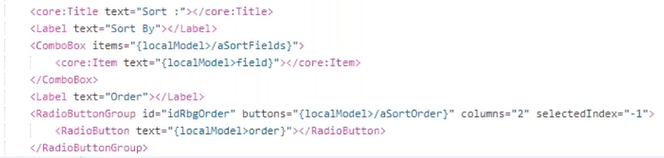 <core:Title text="Sort :"></core:Title>
<Label text="Sort By"></Label>
<ComboBox items="{localModel>/aSortFields}">
<core:Item text="{localModel>field}"></core:Item>
</ComboBox>
<Label text="Order"></Label>
<RadioButtonGroup id="idRbgOrder" buttons="{localModel>/aSortOrder}" columns="2" selectedIndex="-1">
<RadioButton text="{localModel>order}"></RadioButton>
</RadioButtonGroup>